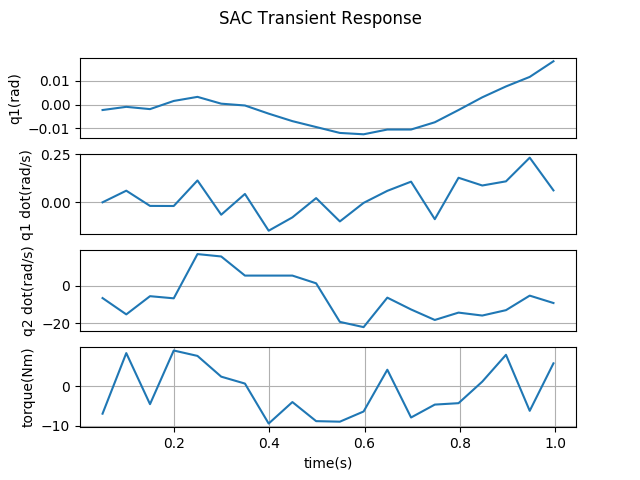 SAC Transient Response
q1(rad)
0.01
0.00
−0.01
q1 dot(rad/s)
0.25
0.00
q2 dot(rad/s)
0
−20
torque(Nm)
0
−10
0.2 0.4 0.6 0.8 1.0
time(s)